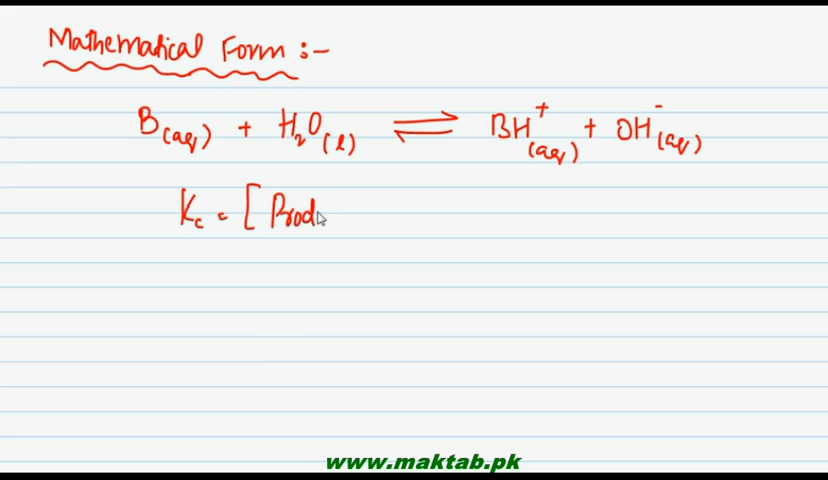 Mathematical Form :-
B(aq) + H₂O(l) ⇌ BH⁺(aq) + OH⁻(aq)
Kc = [ Prod
www.maktab.pk